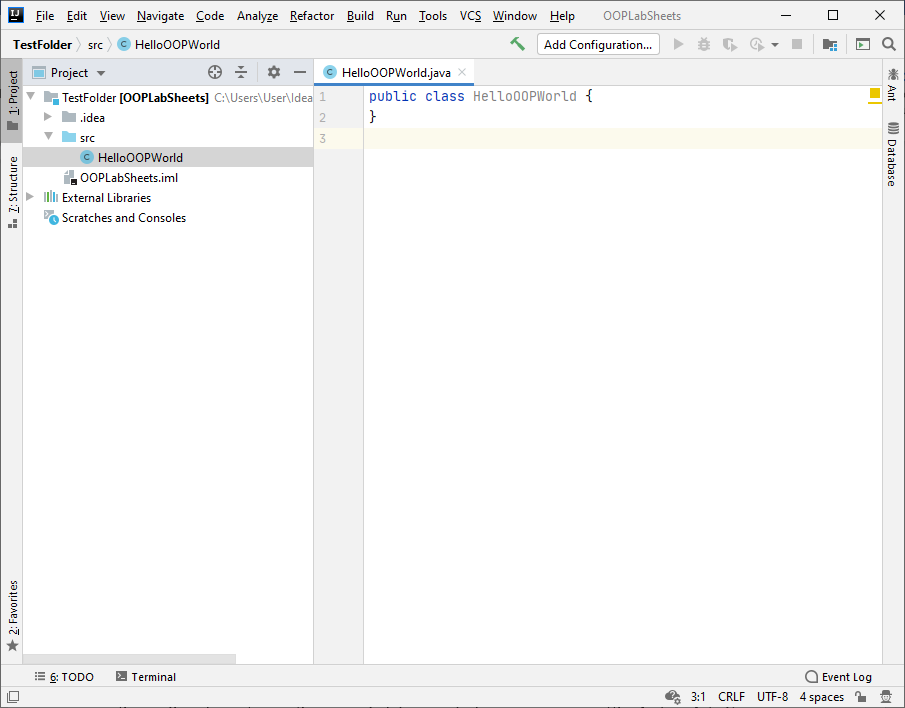 IJ File Edit View Navigate Code Analyze Refactor Build Run Tools VCS Window Help OOPLabSheets
TestFolder src C HelloOOPWorld Add Configuration...
1: Project
Project
C HelloOOPWorld.java
Ant
TestFolder [OOPLabSheets] C:\Users\User\Idea
.idea
src
C HelloOOPWorld
OOPLabSheets.iml
External Libraries
Scratches and Consoles
1 public class HelloOOPWorld {
2 }
3
Database
7: Structure
2: Favorites
6: TODO Terminal Event Log
3:1 CRLF UTF-8 4 spaces